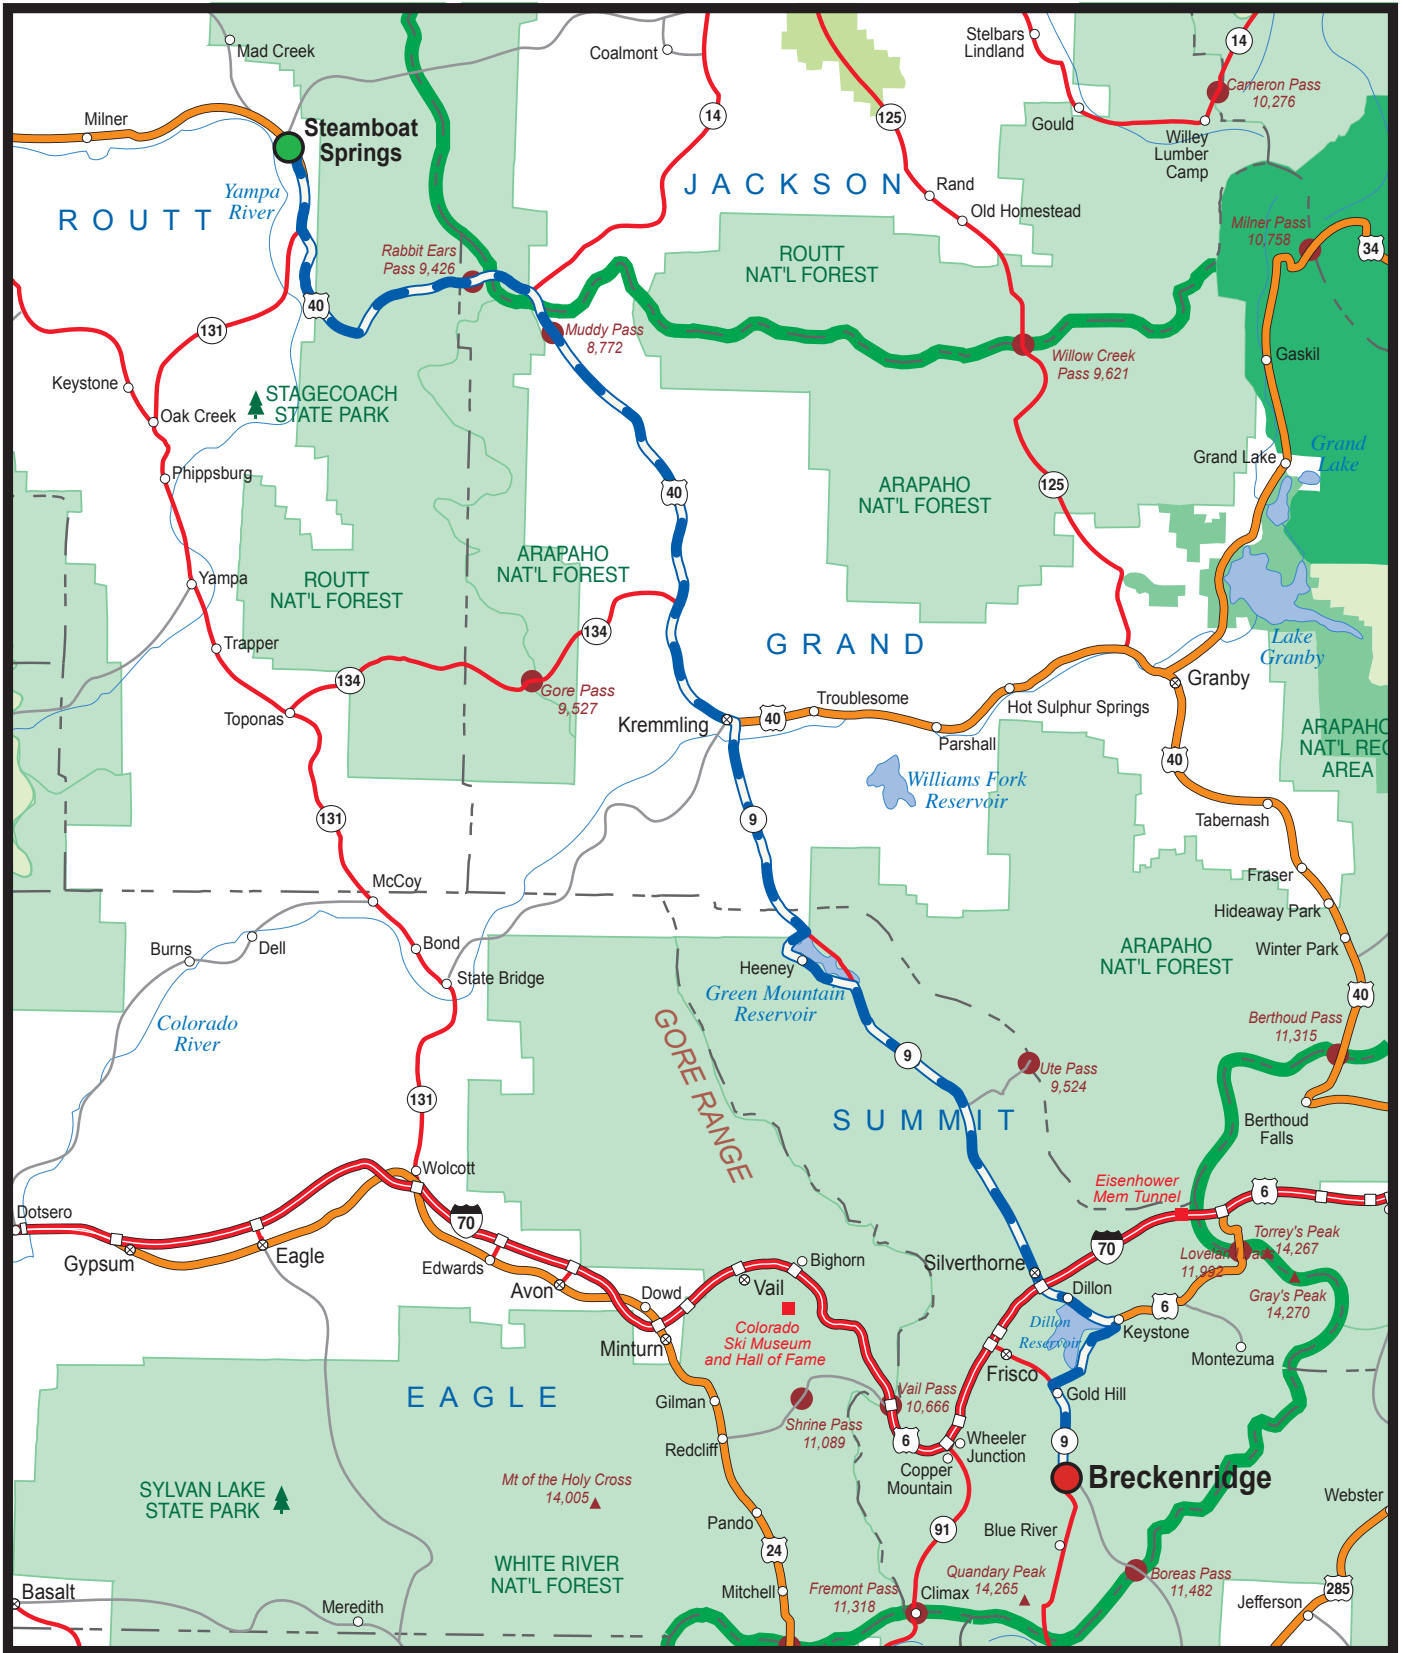 Mad Creek
Coalmont
Stelbars
Lindland
14
Cameron Pass
10,276
Milner
Steamboat
Springs
14
125
Gould
Willey
Lumber
Camp
Yampa
River
ROUTT
JACKSON
Rand
Old Homestead
Milner Pass
10,758
34
Rabbit Ears
Pass 9,426
ROUTT
NAT'L FOREST
40
131
Muddy Pass
8,772
Willow Creek
Pass 9,621
Gaskil
Keystone
Oak Creek
STAGECOACH
STATE PARK
Phippsburg
40
ARAPAHO
NAT'L FOREST
125
Grand Lake
Grand
Lake
Yampa
ROUTT
NAT'L FOREST
ARAPAHO
NAT'L FOREST
134
Trapper
GRAND
Lake
Granby
134
Gore Pass
9,527
Toponas
Kremmling
40
Troublesome
Parshall
Hot Sulphur Springs
Granby
ARAPAHO
NAT'L REC
AREA
40
Williams Fork
Reservoir
131
9
Tabernash
McCoy
Fraser
Hideaway Park
Winter Park
Burns
Dell
Bond
State Bridge
Heeney
Green Mountain
Reservoir
ARAPAHO
NAT'L FOREST
40
Colorado
River
GORE RANGE
9
Ute Pass
9,524
Berthoud Pass
11,315
131
SUMMIT
Berthoud
Falls
Wolcott
Eisenhower
Mem Tunnel
6
Dotsero
Gypsum
Eagle
70
Edwards
Avon
Dowd
Vail
Bighorn
Silverthorne
70
Loveland Pass
11,992
Torrey's Peak
14,267
Dillon
6
Gray's Peak
14,270
Minturn
Colorado
Ski Museum
and Hall of Fame
Dillon
Reservoir
Keystone
Montezuma
Frisco
EAGLE
Gilman
Vail Pass
10,666
Gold Hill
Shrine Pass
11,089
Redcliff
6
Wheeler
Junction
Copper
Mountain
9
Breckenridge
SYLVAN LAKE
STATE PARK
Mt of the Holy Cross
14,005
Webster
Pando
91
Blue River
24
WHITE RIVER
NAT'L FOREST
Mitchell
Fremont Pass
11,318
Climax
Quandary Peak
14,265
Boreas Pass
11,482
285
Basalt
Meredith
Jefferson